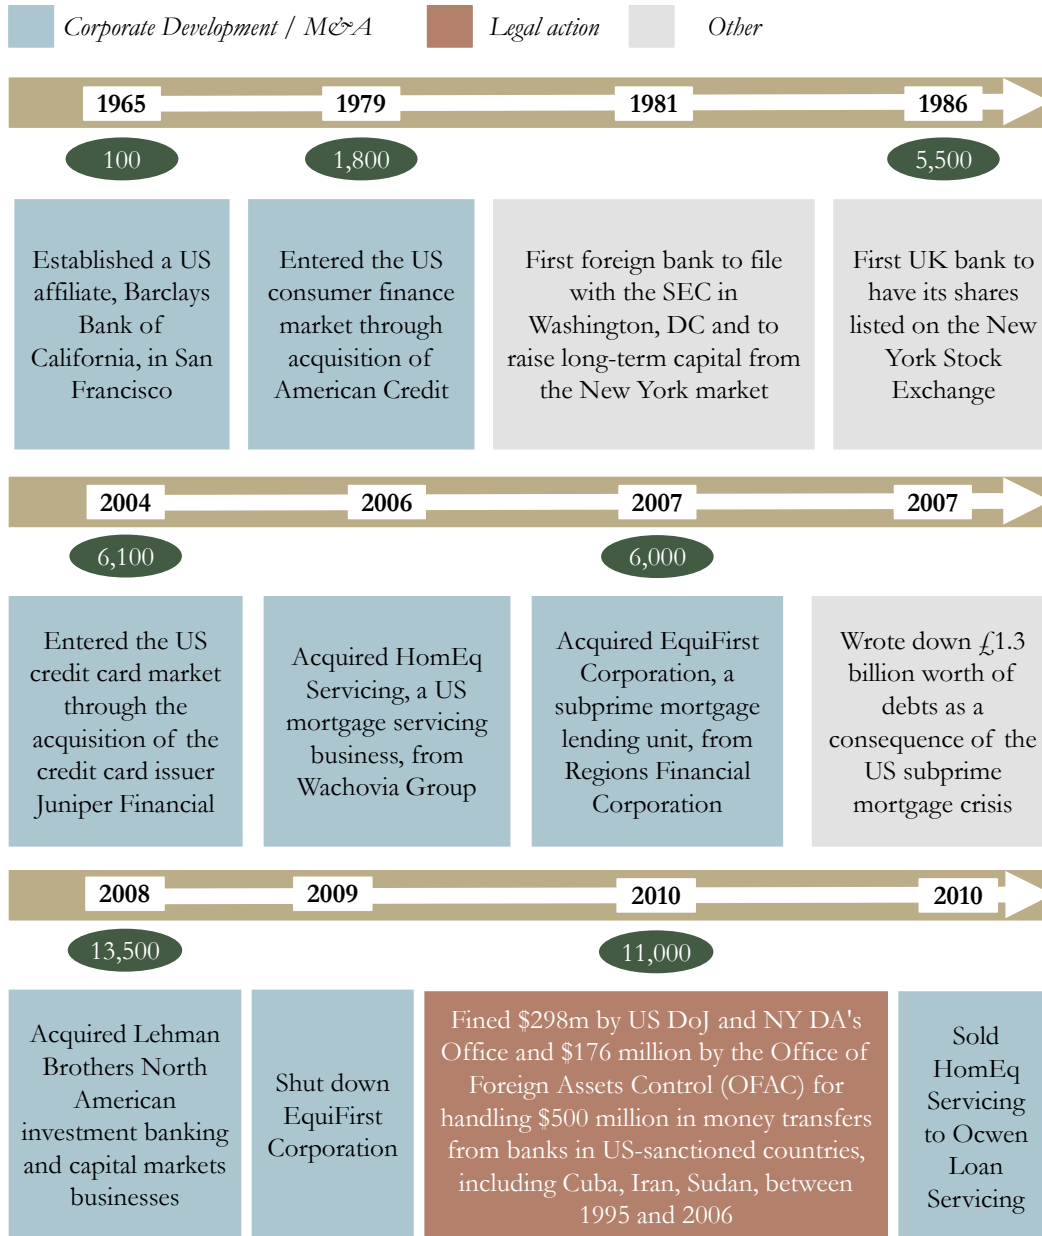 Corporate Development / M&A
Legal action
Other
1965
1979
1981
1986
100
1,800
5,500
Established a US
affiliate, Barclays
Bank of
California, in San
Francisco
Entered the US
consumer finance
market through
acquisition of
American Credit
First foreign bank to file
with the SEC in
Washington, DC and to
raise long-term capital from
the New York market
First UK bank to
have its shares
listed on the New
York Stock
Exchange
2004
2006
2007
2007
6,100
6,000
Entered the US
credit card market
through the
acquisition of the
credit card issuer
Juniper Financial
Acquired HomEq
Servicing, a US
mortgage servicing
business, from
Wachovia Group
Acquired EquiFirst
Corporation, a
subprime mortgage
lending unit, from
Regions Financial
Corporation
Wrote down £1.3
billion worth of
debts as a
consequence of the
US subprime
mortgage crisis
2008
2009
2010
2010
13,500
11,000
Acquired Lehman
Brothers North
American
investment banking
and capital markets
businesses
Shut down
EquiFirst
Corporation
Fined $298m by US DoJ and NY DA's
Office and $176 million by the Office of
Foreign Assets Control (OFAC) for
handling $500 million in money transfers
from banks in US-sanctioned countries,
including Cuba, Iran, Sudan, between
1995 and 2006
Sold
HomEq
Servicing
to Ocwen
Loan
Servicing